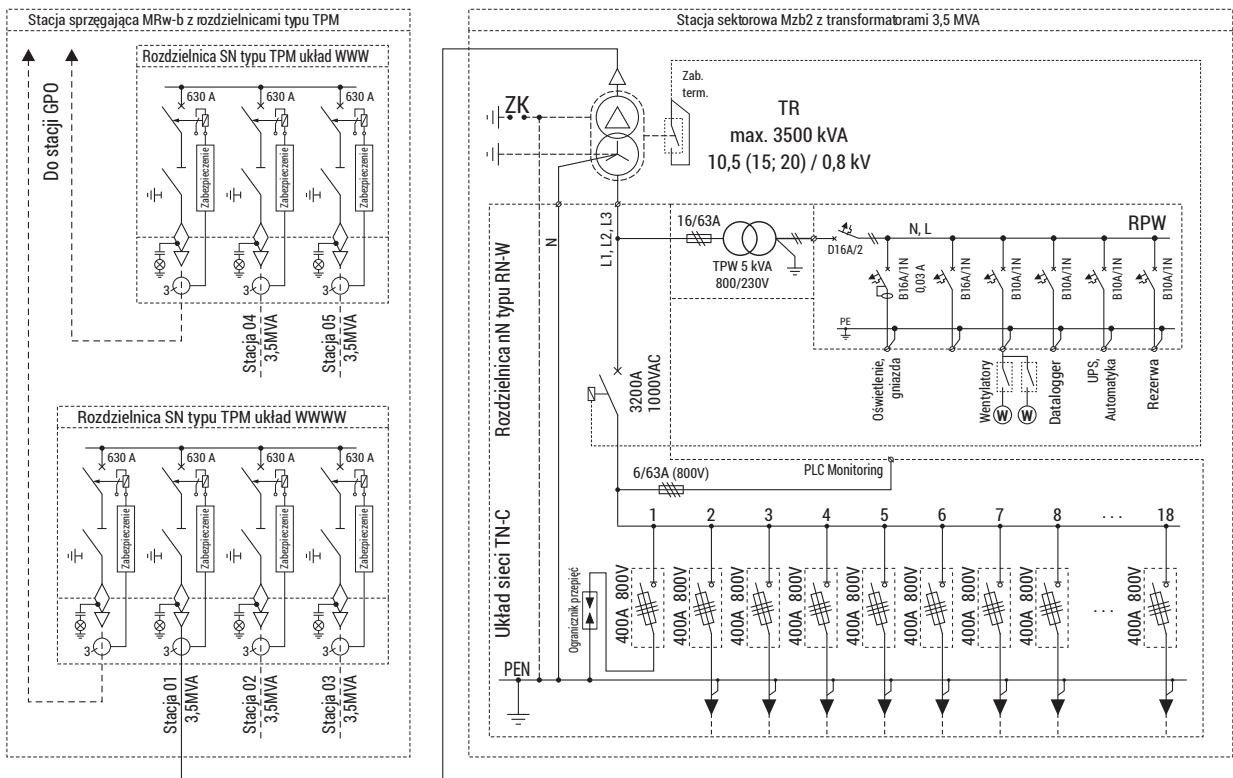 Stacja sprzęgająca MRw-b z rozdzielnicami typu TPM
Do stacji GPO
Rozdzielnica SN typu TPM układ WWW
630 A
630 A
630 A
Zabezpieczenie
Zabezpieczenie
Zabezpieczenie
3
3
3
Stacja 04
3,5MVA
Stacja 05
3,5MVA
Rozdzielnica SN typu TPM układ WWWW
630 A
630 A
630 A
630 A
Zabezpieczenie
Zabezpieczenie
Zabezpieczenie
Zabezpieczenie
3
3
3
3
Stacja 01
3,5MVA
Stacja 02
3,5MVA
Stacja 03
3,5MVA
Stacja sektorowa Mzb2 z transformatorami 3,5 MVA
ZK
Zab.
term.
TR
max. 3500 kVA
10,5 (15; 20) / 0,8 kV
Rozdzielnica nN typu RN-W
N
L1, L2, L3
16/63A
TPW 5 kVA
800/230V
D16A/2
N, L
RPW
B16A/1N
0,03 A
B16A/1N
B10A/1N
B10A/1N
B10A/1N
B10A/1N
PE
Oświetlenie,
gniazda
Wentylatory
W
W
Datalogger
UPS,
Automatyka
Rezerwa
3200A
1000VAC
6/63A (800V)
PLC Monitoring
Układ sieci TN-C
1
2
3
4
5
6
7
8
. . .
18
Ogranicznik przepięć
400A 800V
400A 800V
400A 800V
400A 800V
400A 800V
400A 800V
400A 800V
400A 800V
...
400A 800V
PEN
...